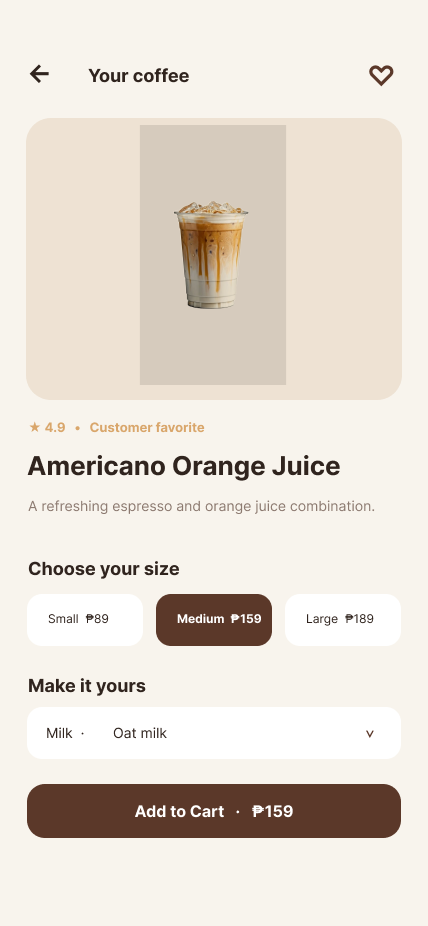 Your coffee
★ 4.9 • Customer favorite
Americano Orange Juice
A refreshing espresso and orange juice combination.
Choose your size
Small ₱89
Medium ₱159
Large ₱189
Make it yours
Milk · Oat milk
Add to Cart · ₱159